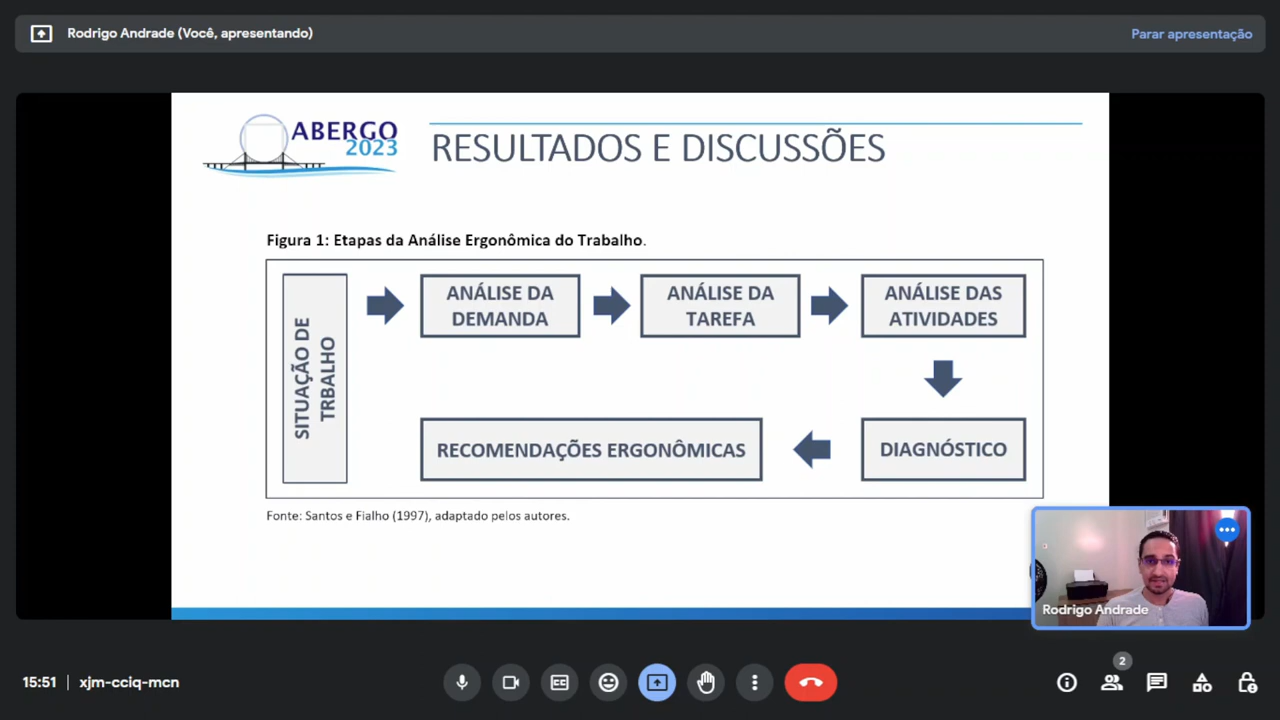 Rodrigo Andrade (Você, apresentando)
Parar apresentação
ABERGO
2023
RESULTADOS E DISCUSSÕES
Figura 1: Etapas da Análise Ergonômica do Trabalho.
SITUAÇÃO DE
TRBALHO
ANÁLISE DA
DEMANDA
ANÁLISE DA
TAREFA
ANÁLISE DAS
ATIVIDADES
RECOMENDAÇÕES ERGONÔMICAS
DIAGNÓSTICO
Fonte: Santos e Fialho (1997), adaptado pelos autores.
Rodrigo Andrade
15:51 | xjm-cciq-mcn
2